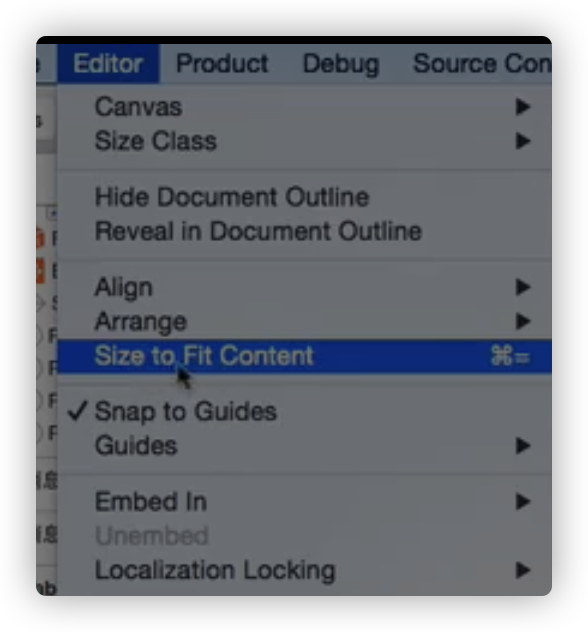 Editor Product Debug Source Con
Canvas
Size Class
Hide Document Outline
Reveal in Document Outline
Align
Arrange
Size to Fit Content ⌘=
✓ Snap to Guides
Guides
Embed In
Unembed
Localization Locking